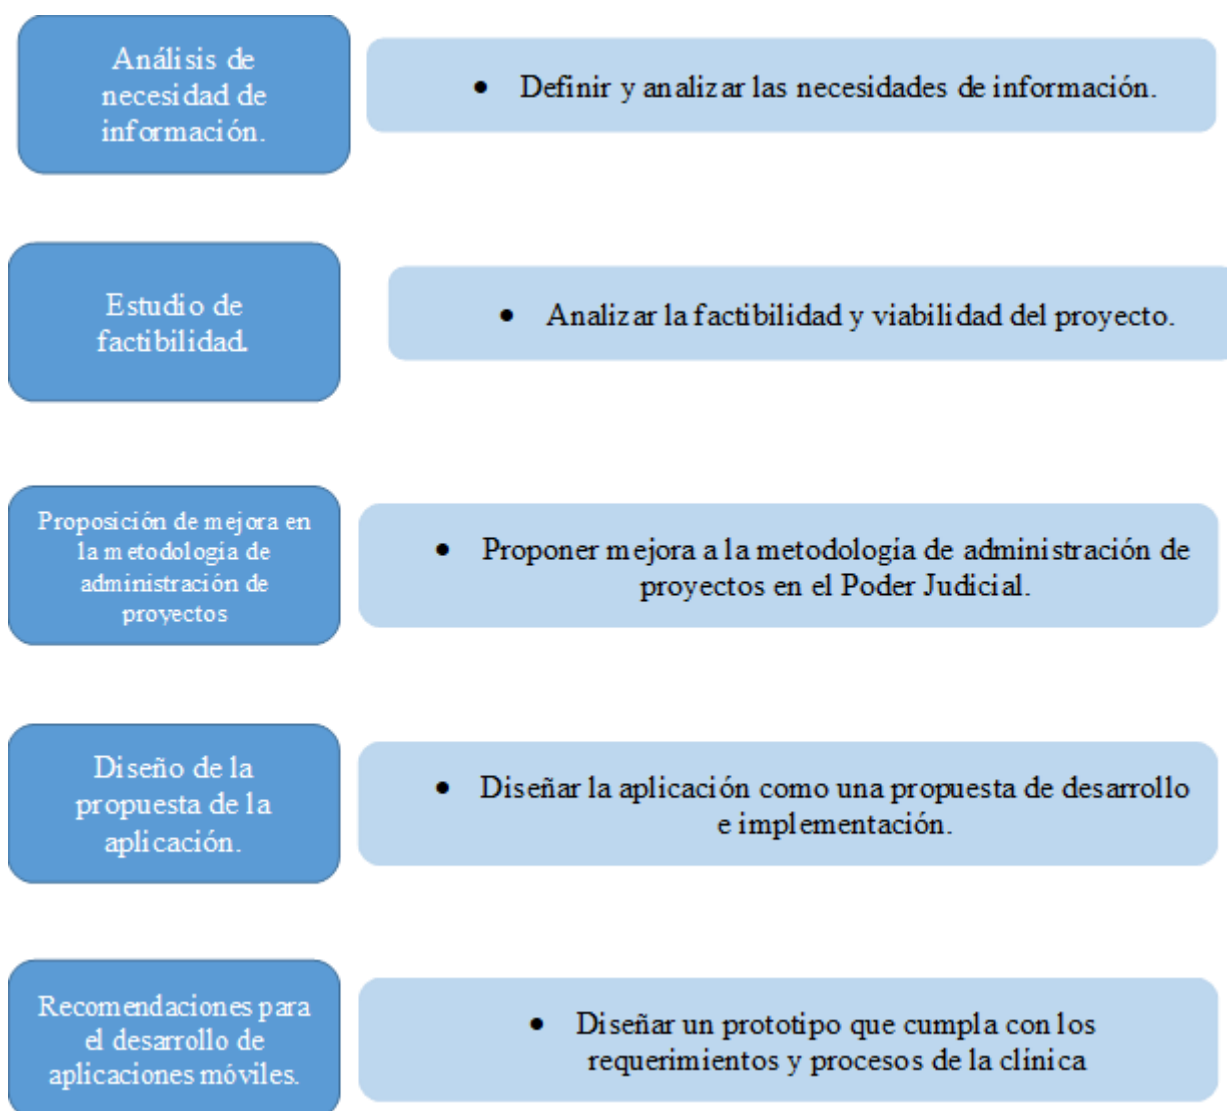 Análisis de
necesidad de
información.
• Definir y analizar las necesidades de información.
Estudio de
factibilidad.
• Analizar la factibilidad y viabilidad del proyecto.
Proposición de mejora en
la metodología de
administración de
proyectos
• Proponer mejora a la metodología de administración de
proyectos en el Poder Judicial.
Diseño de la
propuesta de la
aplicación.
• Diseñar la aplicación como una propuesta de desarrollo
e implementación.
Recomendaciones para
el desarrollo de
aplicaciones móviles.
• Diseñar un prototipo que cumpla con los
requerimientos y procesos de la clínica